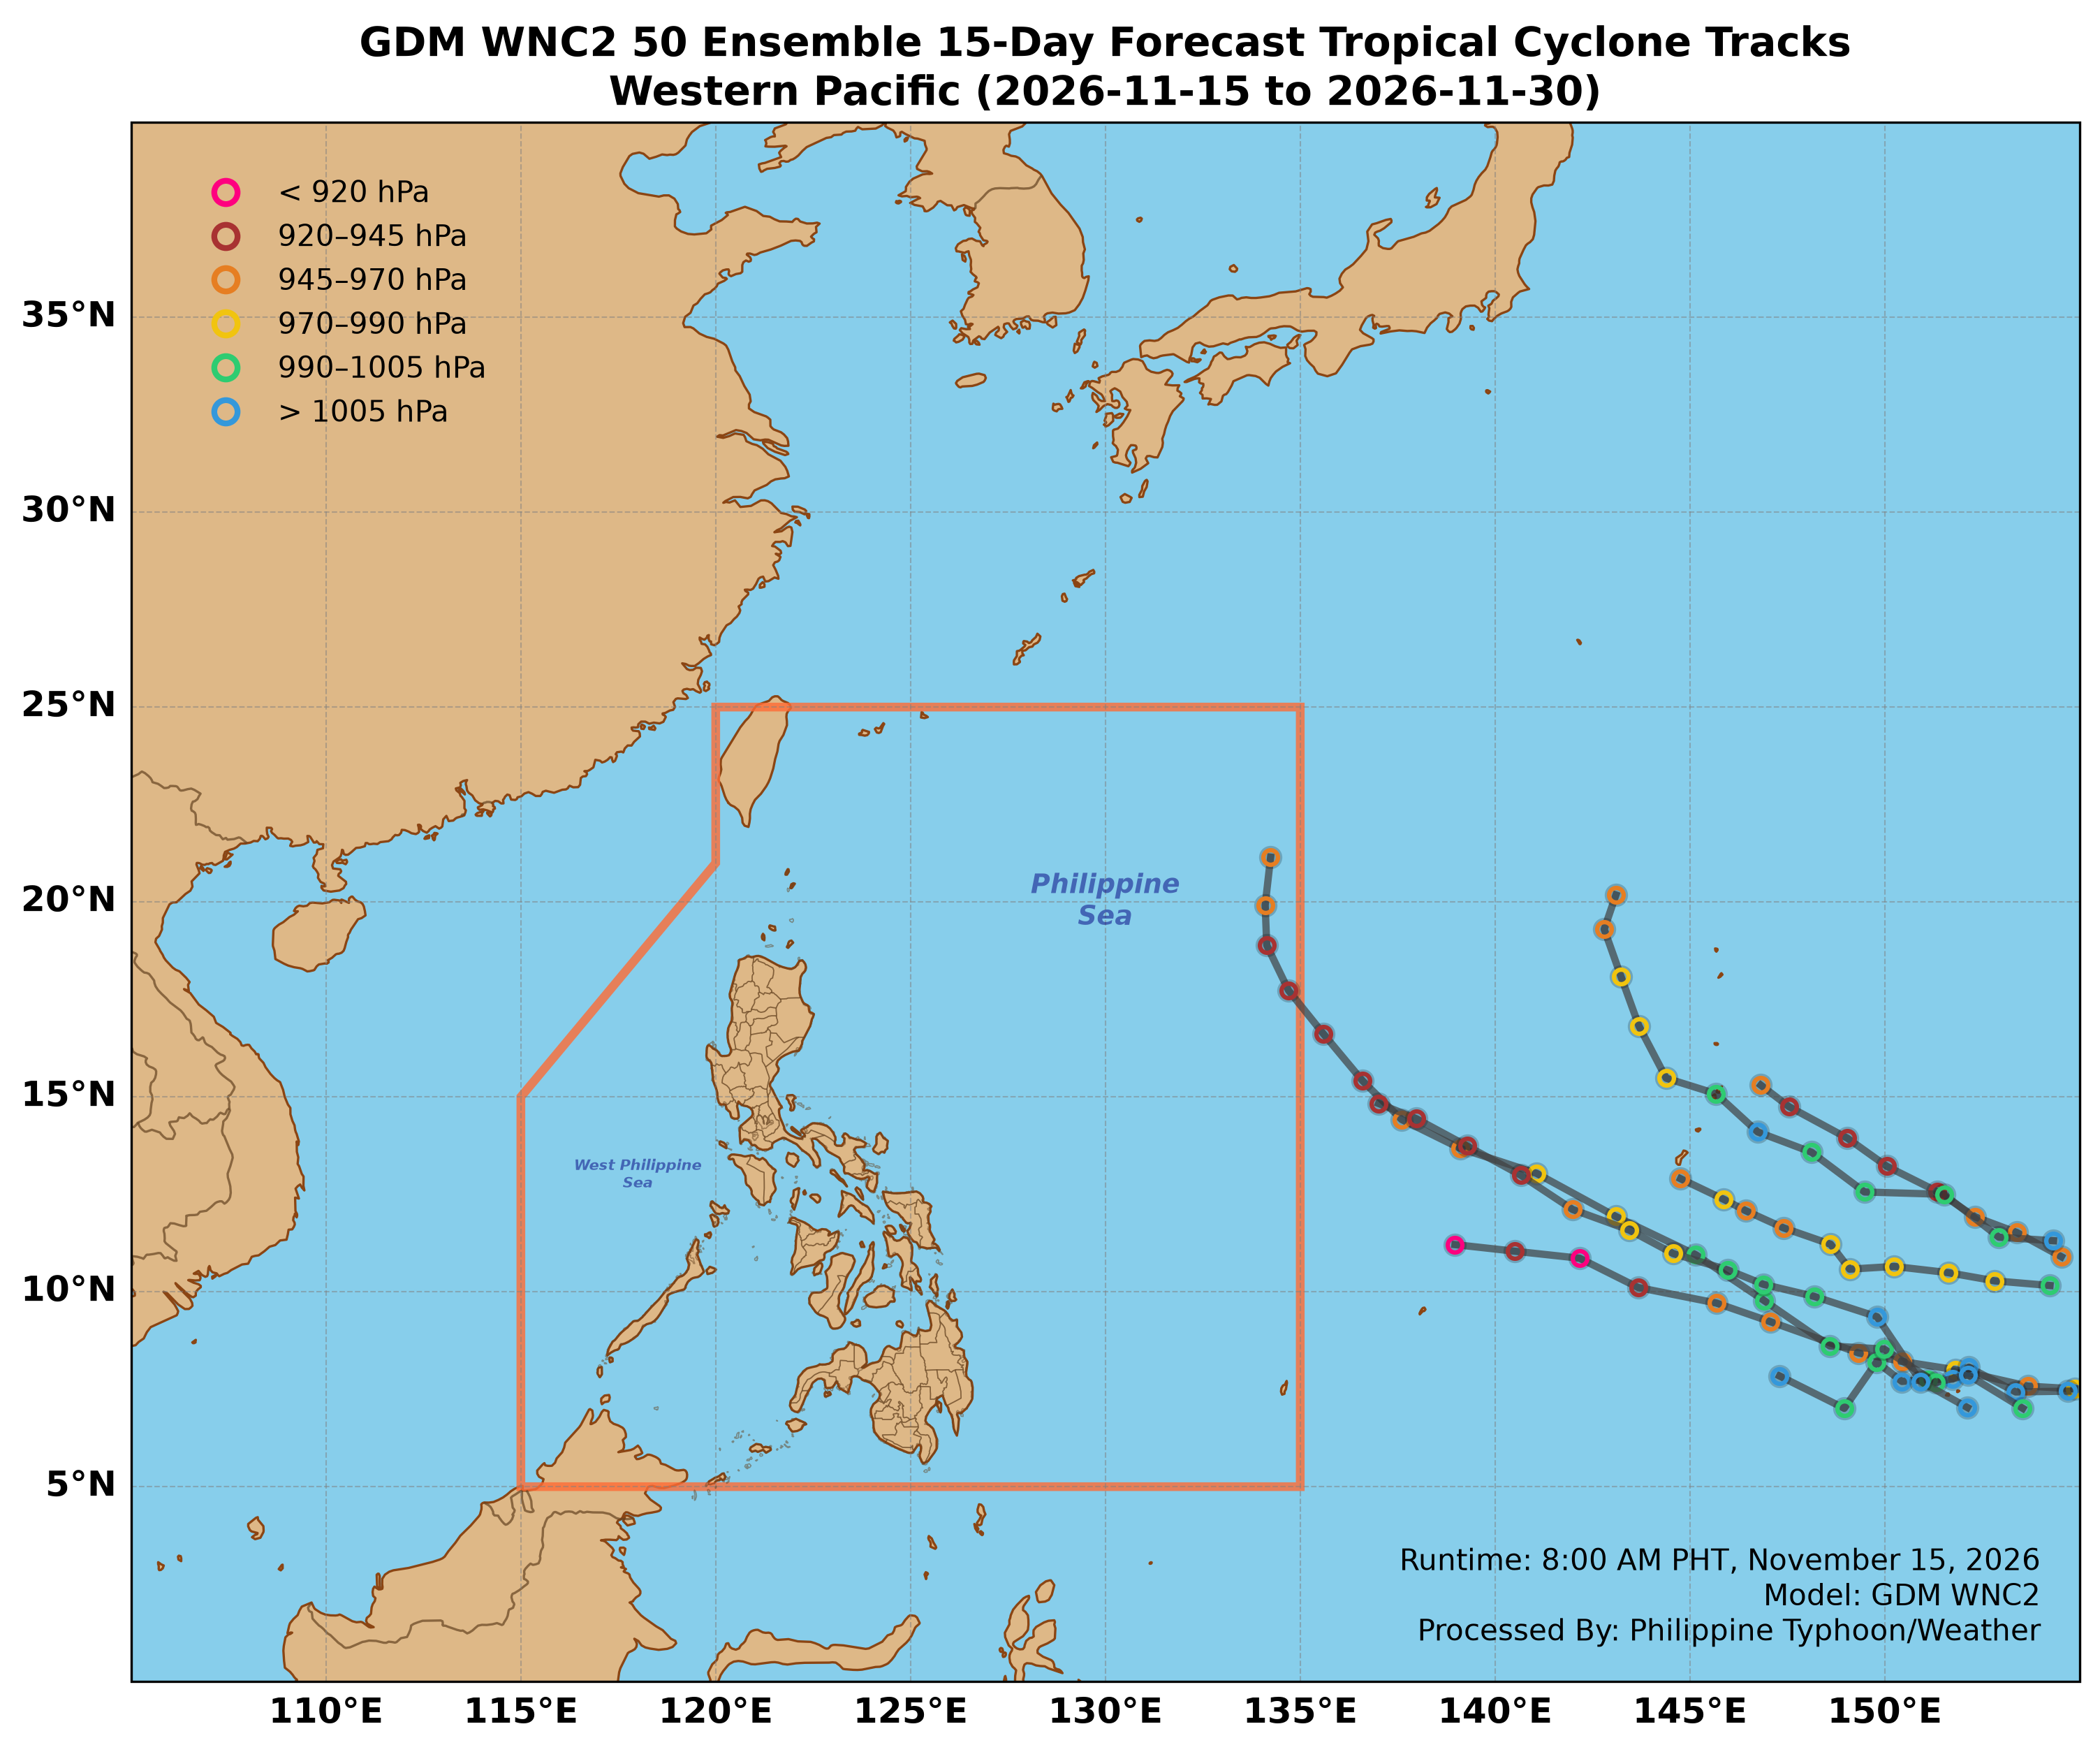 GDM WNC2 50 Ensemble 15-Day Forecast Tropical Cyclone Tracks
Western Pacific (2026-11-15 to 2026-11-30)
< 920 hPa
920–945 hPa
945–970 hPa
970–990 hPa
990–1005 hPa
> 1005 hPa
35°N
30°N
25°N
20°N
15°N
10°N
5°N
Philippine
Sea
West Philippine
Sea
Runtime: 8:00 AM PHT, November 15, 2026
Model: GDM WNC2
Processed By: Philippine Typhoon/Weather
110°E 115°E 120°E 125°E 130°E 135°E 140°E 145°E 150°E